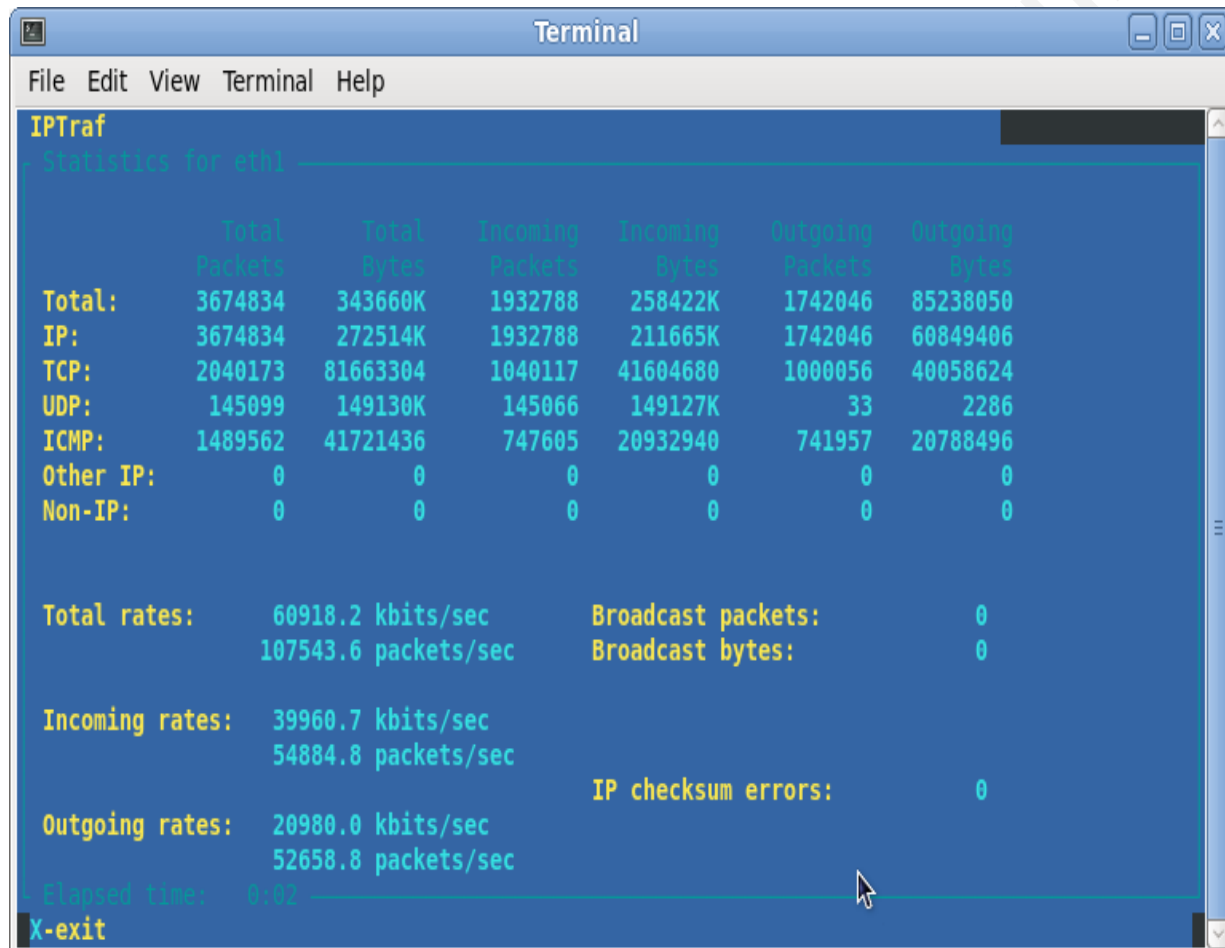 Terminal
File Edit View Terminal Help
IPTraf
Statistics for eth1
Total Total Incoming Incoming Outgoing Outgoing
Packets Bytes Packets Bytes Packets Bytes
Total: 3674834 343660K 1932788 258422K 1742046 85238050
IP: 3674834 272514K 1932788 211665K 1742046 60849406
TCP: 2040173 81663304 1040117 41604680 1000056 40058624
UDP: 145099 149130K 145066 149127K 33 2286
ICMP: 1489562 41721436 747605 20932940 741957 20788496
Other IP: 0 0 0 0 0 0
Non-IP: 0 0 0 0 0 0
Total rates: 60918.2 kbits/sec Broadcast packets: 0
107543.6 packets/sec Broadcast bytes: 0
Incoming rates: 39960.7 kbits/sec
54884.8 packets/sec
IP checksum errors: 0
Outgoing rates: 20980.0 kbits/sec
52658.8 packets/sec
Elapsed time: 0:02
X-exit